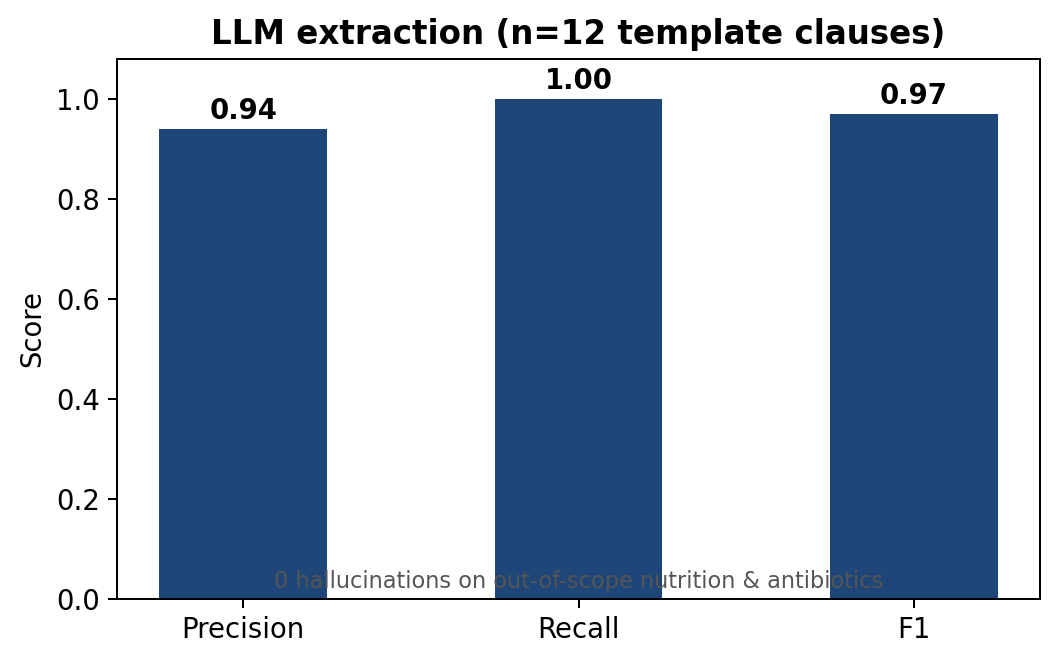 LLM extraction (n=12 template clauses)
Score
1.0
0.8
0.6
0.4
0.2
0.0
0.94
1.00
0.97
0 hallucinations on out-of-scope nutrition & antibiotics
Precision
Recall
F1